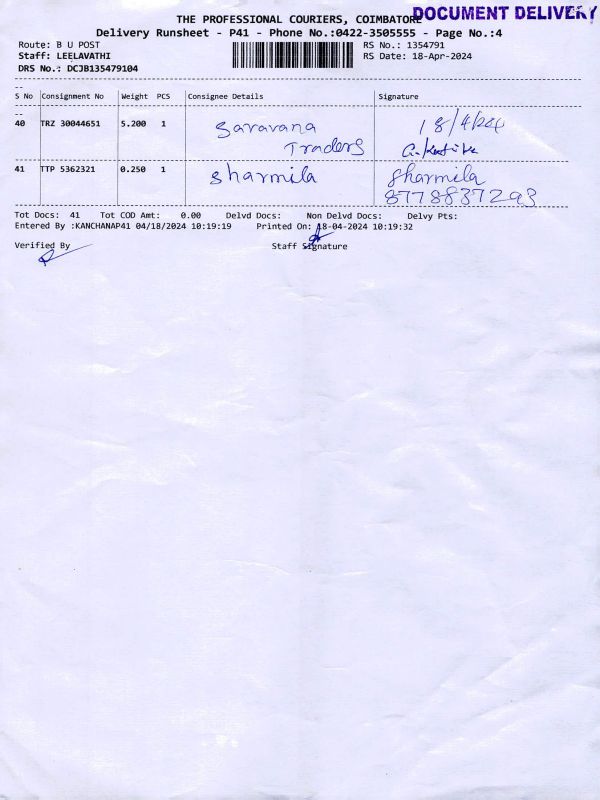 THE PROFESSIONAL COURIERS, COIMBATORE
DOCUMENT DELIVERY
Delivery Runsheet - P41 - Phone No.:0422-3505555 - Page No.:4
Route: B U POST
RS No.: 1354791
Staff: LEELAVATHI
RS Date: 18-Apr-2024
DRS No.: DCJB135479104
S No Consignment No Weight PCS Consignee Details Signature
40 TRZ 30044651 5.200 1 Saravana Traders 18/4/24
41 TTP 5362321 0.250 1 Sharmila Sharmila
8778837293
Tot Docs: 41 Tot COD Amt: 0.00 Delvd Docs: Non Delvd Docs: Delvy Pts:
Entered By :KANCHANAP41 04/18/2024 10:19:19 Printed On: 18-04-2024 10:19:32
Verified By Staff Signature